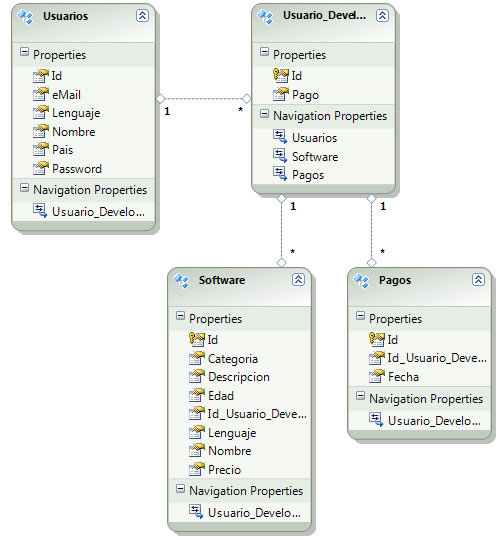 Usuarios
Properties
Id
eMail
Lenguaje
Nombre
Pais
Password
Navigation Properties
Usuario_Develo...
1
*
Usuario_Devel...
Properties
Id
Pago
Navigation Properties
Usuarios
Software
Pagos
1
*
1
*
Software
Properties
Id
Categoria
Descripcion
Edad
Id_Usuario_Deve...
Lenguaje
Nombre
Precio
Navigation Properties
Usuario_Develo...
Pagos
Properties
Id
Id_Usuario_Deve...
Fecha
Navigation Properties
Usuario_Develo...